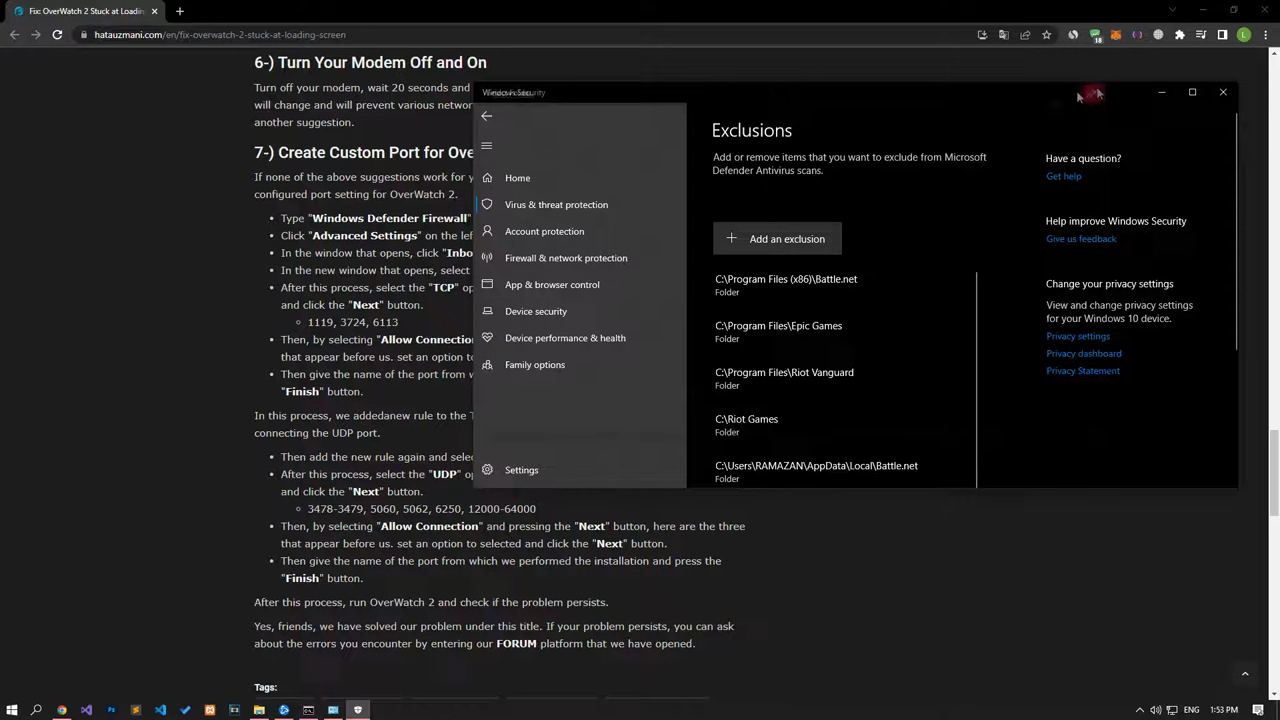 Fix OverWatch 2 Stuck at Loadin
hatauzmani.com/en/fix-overwatch-2-stuck-at-loading-screen
18
L
6-) Turn Your Modem Off and On
Turn off your modem, wait 20 seconds and
will change and will prevent various networ
another suggestion.
7-) Create Custom Port for Ove
If none of the above suggestions work for y
configured port setting for OverWatch 2.
Type "Windows Defender Firewall"
Click "Advanced Settings" on the left
In the window that opens, click "Inbo
In the new window that opens, select
After this process, select the "TCP" op
and click the "Next" button.
1119, 3724, 6113
Then, by selecting "Allow Connection
that appear before us. set an option to
Then give the name of the port from w
"Finish" button.
In this process, we addedanew rule to the T
connecting the UDP port.
Then add the new rule again and selec
After this process, select the "UDP" op
and click the "Next" button.
3478-3479, 5060, 5062, 6250, 12000-64000
Then, by selecting "Allow Connection" and pressing the "Next" button, here are the three
that appear before us. set an option to selected and click the "Next" button.
Then give the name of the port from which we performed the installation and press the
"Finish" button.
After this process, run OverWatch 2 and check if the problem persists.
Yes, friends, we have solved our problem under this title. If your problem persists, you can ask
about the errors you encounter by entering our FORUM platform that we have opened.
Tags:
Home
Virus & threat protection
Account protection
Firewall & network protection
App & browser control
Device security
Device performance & health
Family options
Settings
Exclusions
Add or remove items that you want to exclude from Microsoft
Defender Antivirus scans.
Add an exclusion
C:\Program Files (x86)\Battle.net
Folder
C:\Program Files\Epic Games
Folder
C:\Program Files\Riot Vanguard
Folder
C:\Riot Games
Folder
C:\Users\RAMAZAN\AppData\Local\Battle.net
Folder
Have a question?
Get help
Help improve Windows Security
Give us feedback
Change your privacy settings
View and change privacy settings
for your Windows 10 device.
Privacy settings
Privacy dashboard
Privacy Statement
ENG
1:53 PM